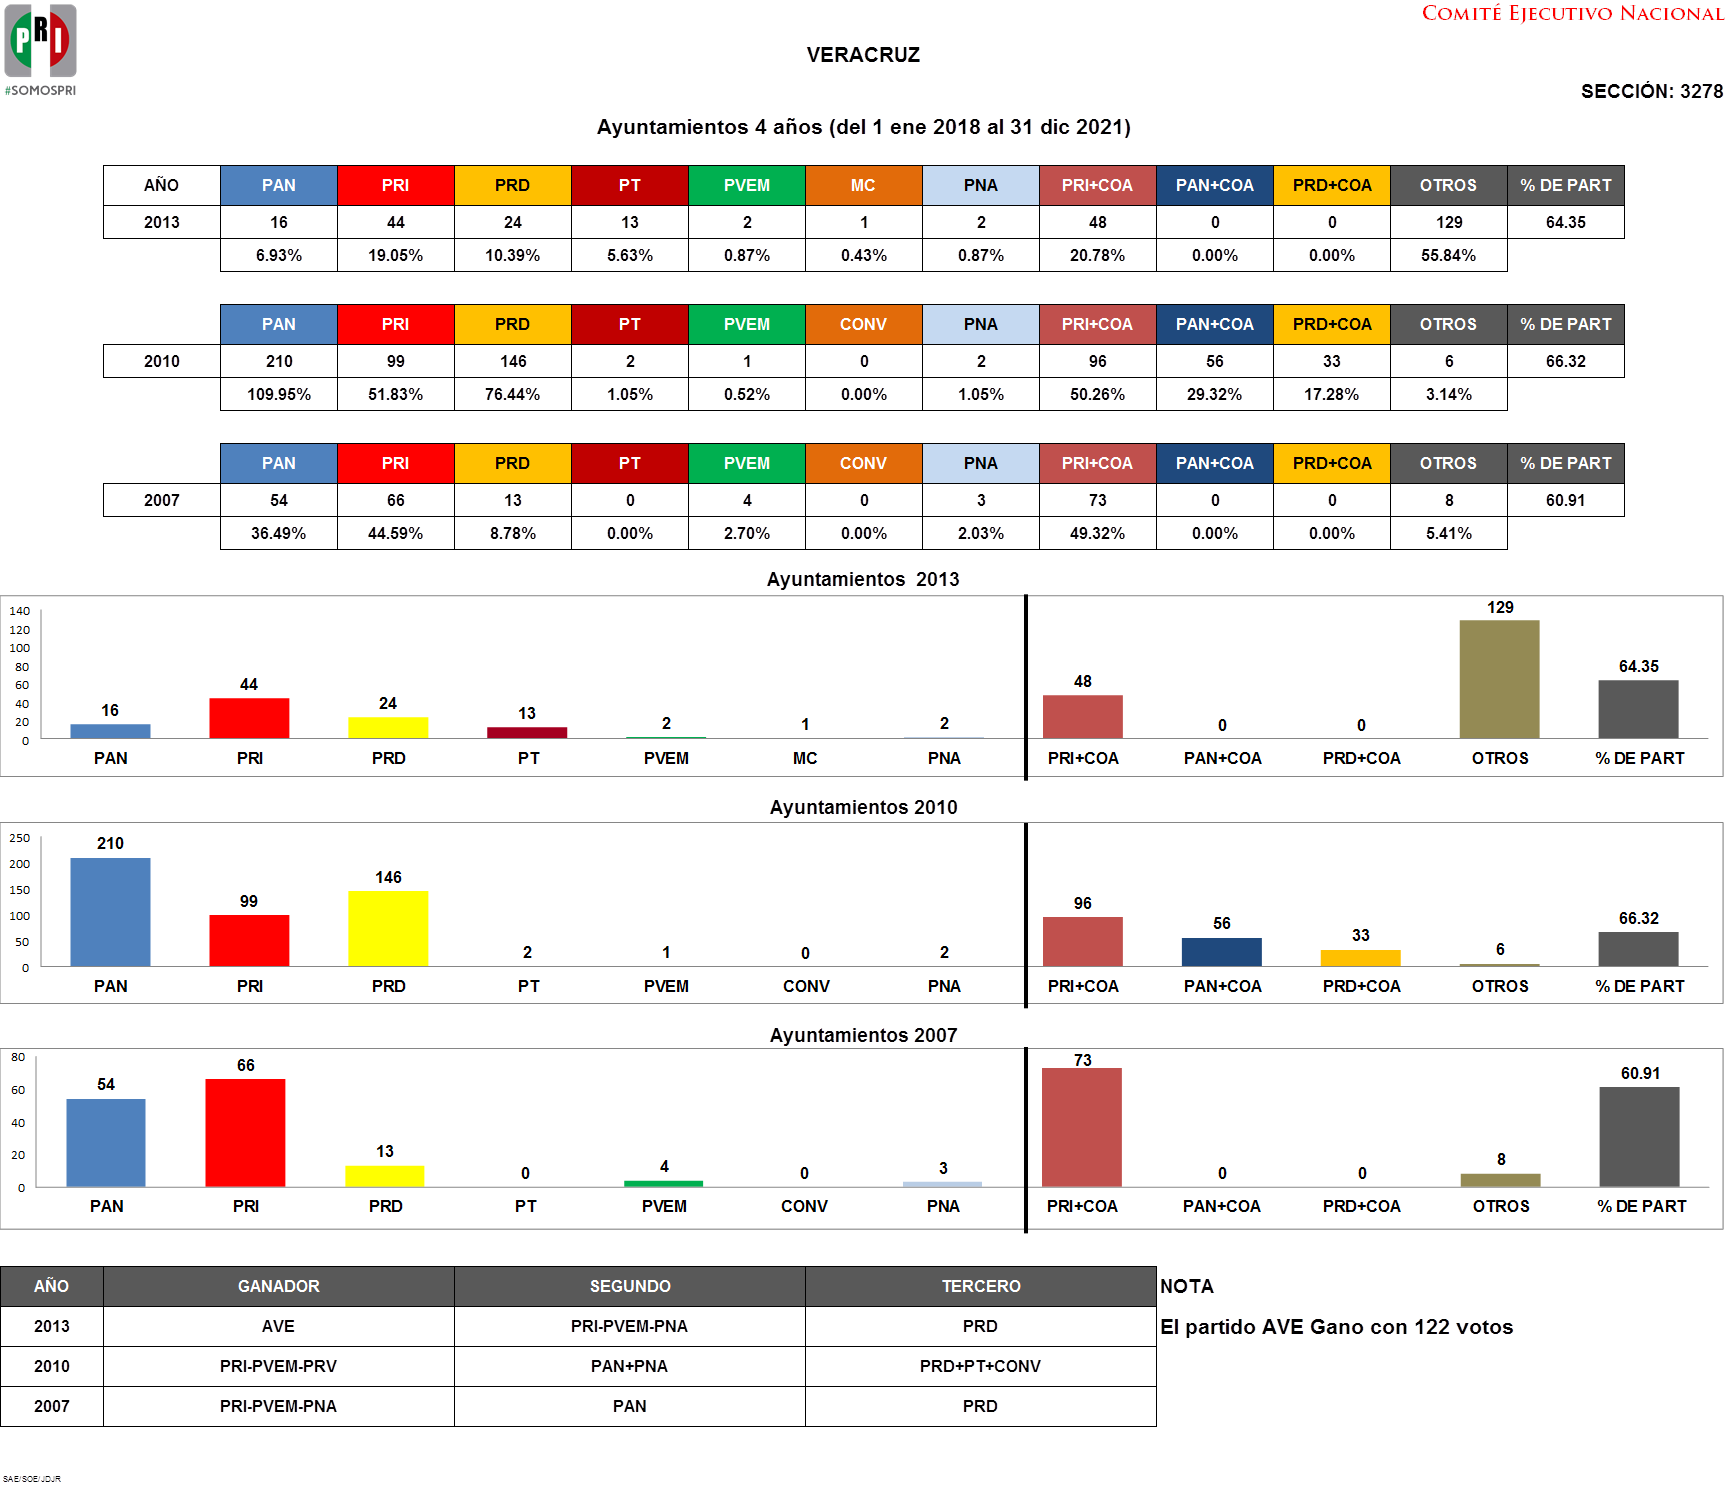 PRI
#SOMOSPRI
COMITÉ EJECUTIVO NACIONAL
VERACRUZ
SECCIÓN: 3278
Ayuntamientos 4 años (del 1 ene 2018 al 31 dic 2021)
AÑO PAN PRI PRD PT PVEM MC PNA PRI+COA PAN+COA PRD+COA OTROS % DE PART
2013 16 44 24 13 2 1 2 48 0 0 129 64.35
6.93% 19.05% 10.39% 5.63% 0.87% 0.43% 0.87% 20.78% 0.00% 0.00% 55.84%
PAN PRI PRD PT PVEM CONV PNA PRI+COA PAN+COA PRD+COA OTROS % DE PART
2010 210 99 146 2 1 0 2 96 56 33 6 66.32
109.95% 51.83% 76.44% 1.05% 0.52% 0.00% 1.05% 50.26% 29.32% 17.28% 3.14%
PAN PRI PRD PT PVEM CONV PNA PRI+COA PAN+COA PRD+COA OTROS % DE PART
2007 54 66 13 0 4 0 3 73 0 0 8 60.91
36.49% 44.59% 8.78% 0.00% 2.70% 0.00% 2.03% 49.32% 0.00% 0.00% 5.41%
Ayuntamientos 2013
140
120
100
80
60
40
20
0
16 44 24 13 2 1 2 48 0 0 129 64.35
PAN PRI PRD PT PVEM MC PNA PRI+COA PAN+COA PRD+COA OTROS % DE PART
Ayuntamientos 2010
250
200
150
100
50
0
210 99 146 2 1 0 2 96 56 33 6 66.32
PAN PRI PRD PT PVEM CONV PNA PRI+COA PAN+COA PRD+COA OTROS % DE PART
Ayuntamientos 2007
80
60
40
20
0
54 66 13 0 4 0 3 73 0 0 8 60.91
PAN PRI PRD PT PVEM CONV PNA PRI+COA PAN+COA PRD+COA OTROS % DE PART
AÑO GANADOR SEGUNDO TERCERO NOTA
2013 AVE PRI-PVEM-PNA PRD El partido AVE Gano con 122 votos
2010 PRI-PVEM-PRV PAN+PNA PRD+PT+CONV
2007 PRI-PVEM-PNA PAN PRD
SAE/SOE/JDJR